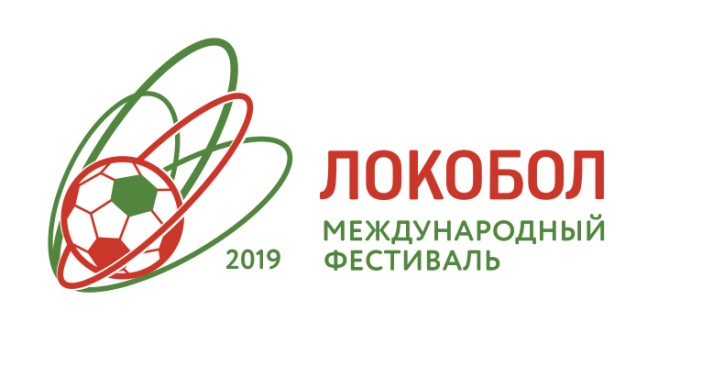 ЛОКОБОЛ
МЕЖДУНАРОДНЫЙ
ФЕСТИВАЛЬ
2019